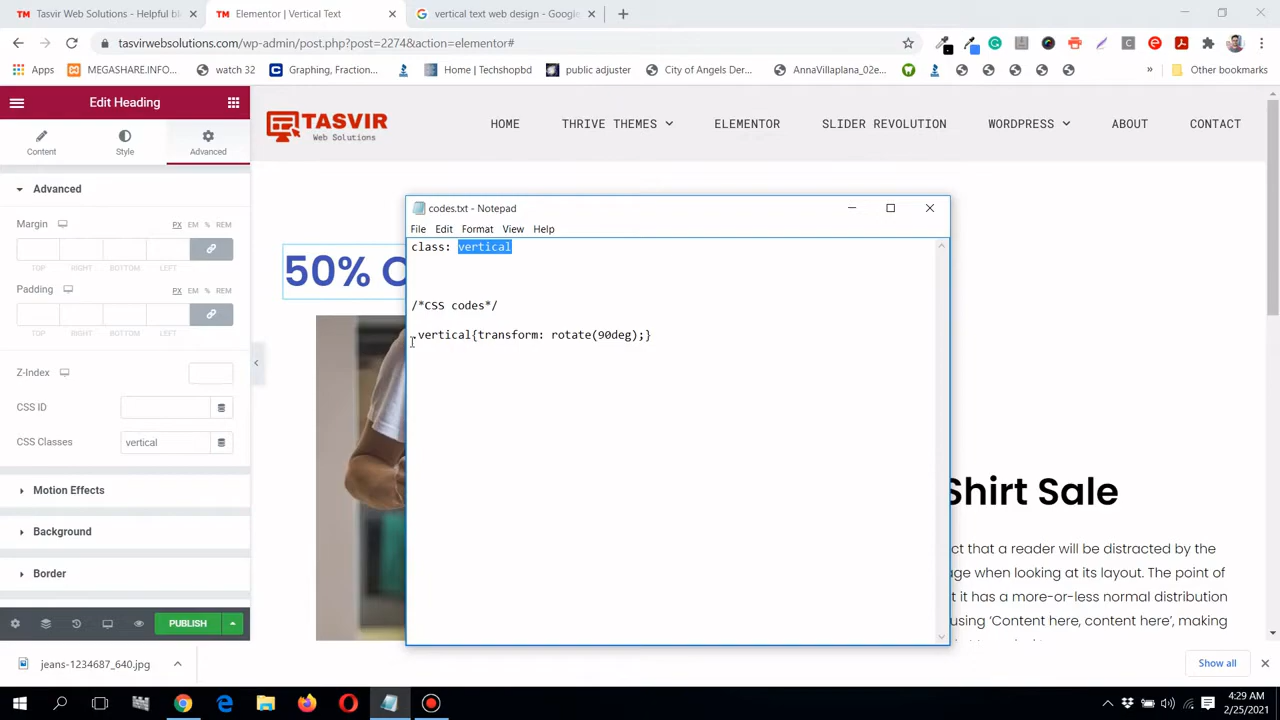 Tasvir Web Solutions - Helpful bl
Elementor | Vertical Text
vertical text web design - Google
tasvirwebsolutions.com/wp-admin/post.php?post=2274&action=elementor#
Apps
MEGASHARE.INFO...
watch 32
Graphing, Fraction...
Home | Techshopbd
public adjuster
City of Angels Der...
AnnaVillaplana_02e...
»
Other bookmarks
Edit Heading
Content
Style
Advanced
TASVIR
Web Solutions
HOME
THRIVE THEMES
ELEMENTOR
SLIDER REVOLUTION
WORDPRESS
ABOUT
CONTACT
Advanced
Margin
PX EM % REM
TOP RIGHT BOTTOM LEFT
Padding
PX EM % REM
TOP RIGHT BOTTOM LEFT
Z-Index
CSS ID
CSS Classes
vertical
Motion Effects
Background
Border
PUBLISH
50% O
codes.txt - Notepad
File Edit Format View Help
class: vertical
/*CSS codes*/
.vertical{transform: rotate(90deg);}
Shirt Sale
ct that a reader will be distracted by the
age when looking at its layout. The point of
it has a more-or-less normal distribution
using ‘Content here, content here’, making
jeans-1234687_640.jpg
Show all
4:29 AM
2/25/2021